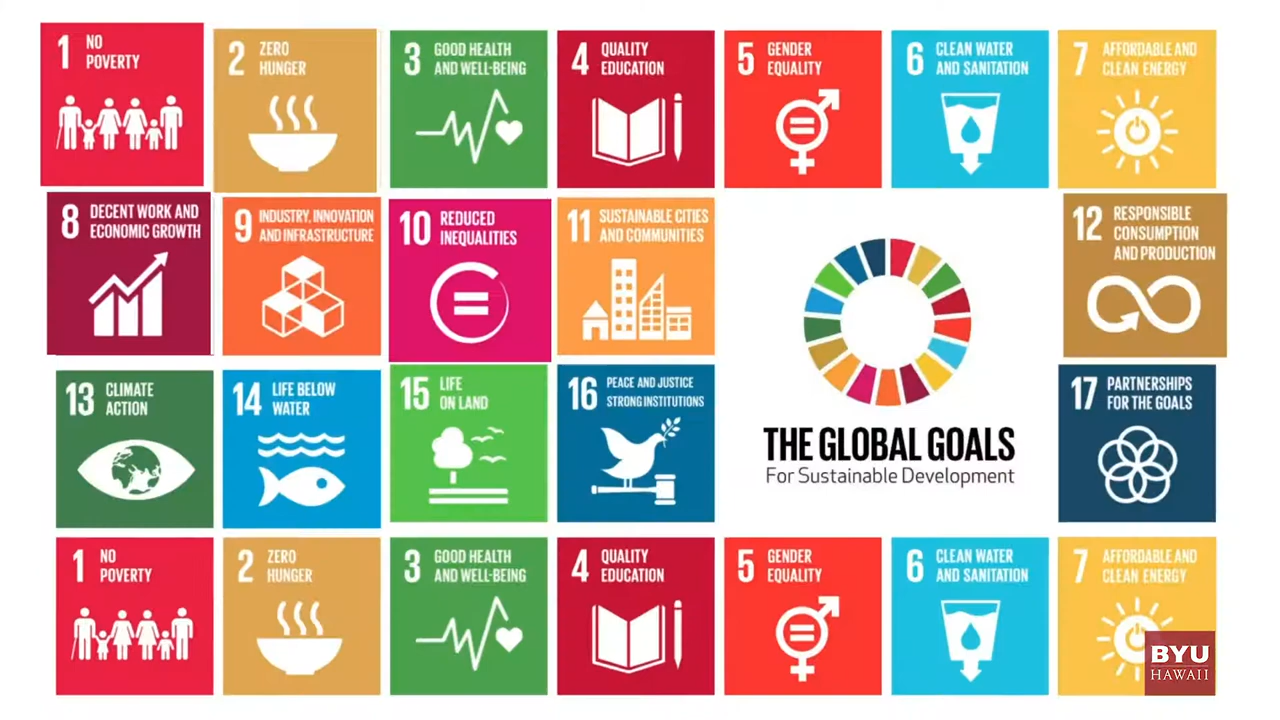 1 NO
POVERTY
2 ZERO
HUNGER
3 GOOD HEALTH
AND WELL-BEING
4 QUALITY
EDUCATION
5 GENDER
EQUALITY
6 CLEAN WATER
AND SANITATION
7 AFFORDABLE AND
CLEAN ENERGY
8 DECENT WORK AND
ECONOMIC GROWTH
9 INDUSTRY, INNOVATION
AND INFRASTRUCTURE
10 REDUCED
INEQUALITIES
11 SUSTAINABLE CITIES
AND COMMUNITIES
THE GLOBAL GOALS
For Sustainable Development
12 RESPONSIBLE
CONSUMPTION
AND PRODUCTION
13 CLIMATE
ACTION
14 LIFE BELOW
WATER
15 LIFE
ON LAND
16 PEACE AND JUSTICE
STRONG INSTITUTIONS
17 PARTNERSHIPS
FOR THE GOALS
1 NO
POVERTY
2 ZERO
HUNGER
3 GOOD HEALTH
AND WELL-BEING
4 QUALITY
EDUCATION
5 GENDER
EQUALITY
6 CLEAN WATER
AND SANITATION
7 AFFORDABLE AND
CLEAN ENERGY
BYU
HAWAII